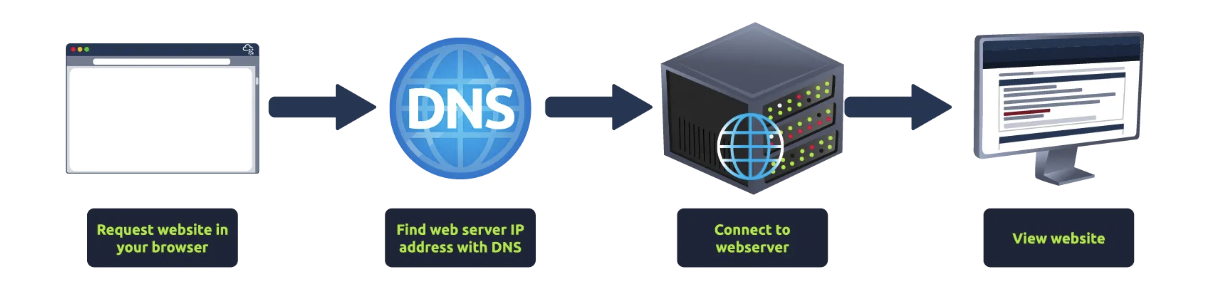 DNS
Request website in
your browser
Find web server IP
address with DNS
Connect to
webserver
View website